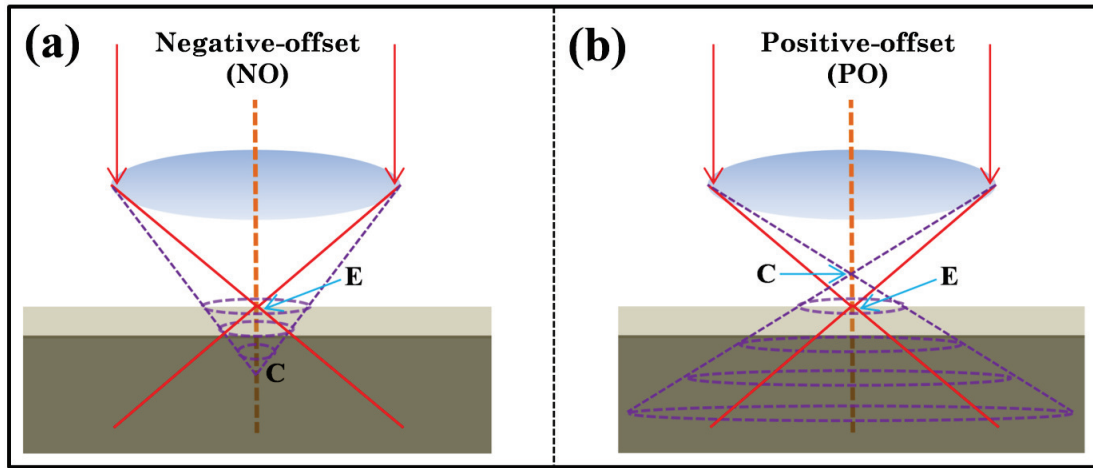 (a)
Negative-offset
(NO)
E
C
(b)
Positive-offset
(PO)
C
E